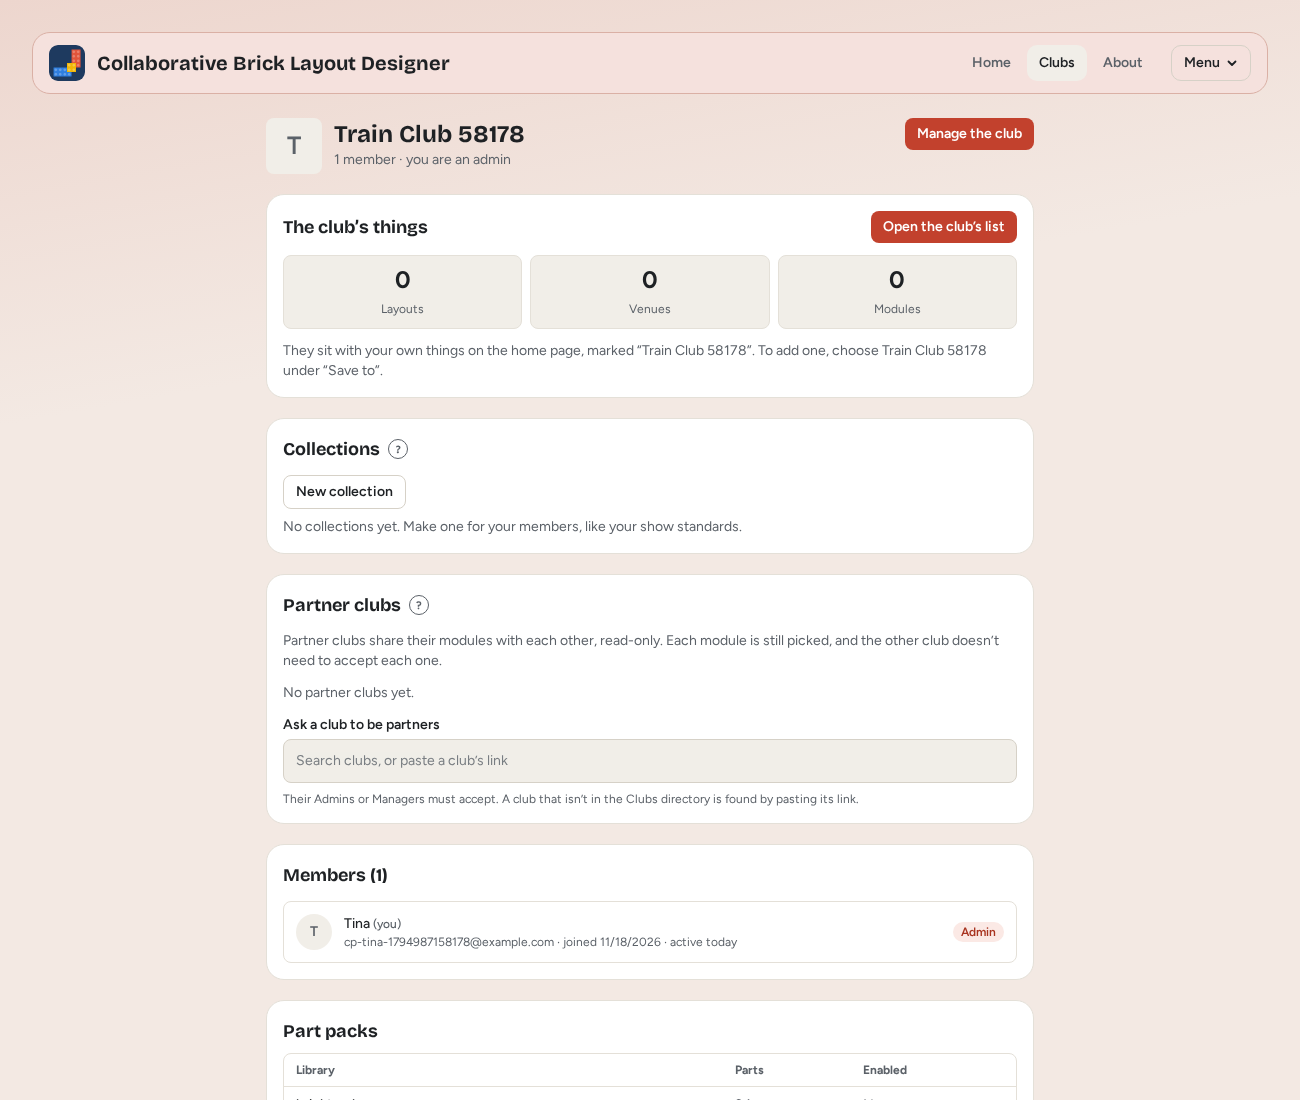 Collaborative Brick Layout Designer
Home
Clubs
About
Menu
T
Train Club 58178
1 member · you are an admin
Manage the club
The club’s things
Open the club’s list
0
Layouts
0
Venues
0
Modules
They sit with your own things on the home page, marked “Train Club 58178”. To add one, choose Train Club 58178
under “Save to”.
Collections ?
New collection
No collections yet. Make one for your members, like your show standards.
Partner clubs ?
Partner clubs share their modules with each other, read-only. Each module is still picked, and the other club doesn’t
need to accept each one.
No partner clubs yet.
Ask a club to be partners
Search clubs, or paste a club’s link
Their Admins or Managers must accept. A club that isn’t in the Clubs directory is found by pasting its link.
Members (1)
T
Tina (you)
cp-tina-1794987158178@example.com · joined 11/18/2026 · active today
Admin
Part packs
Library
Parts
Enabled